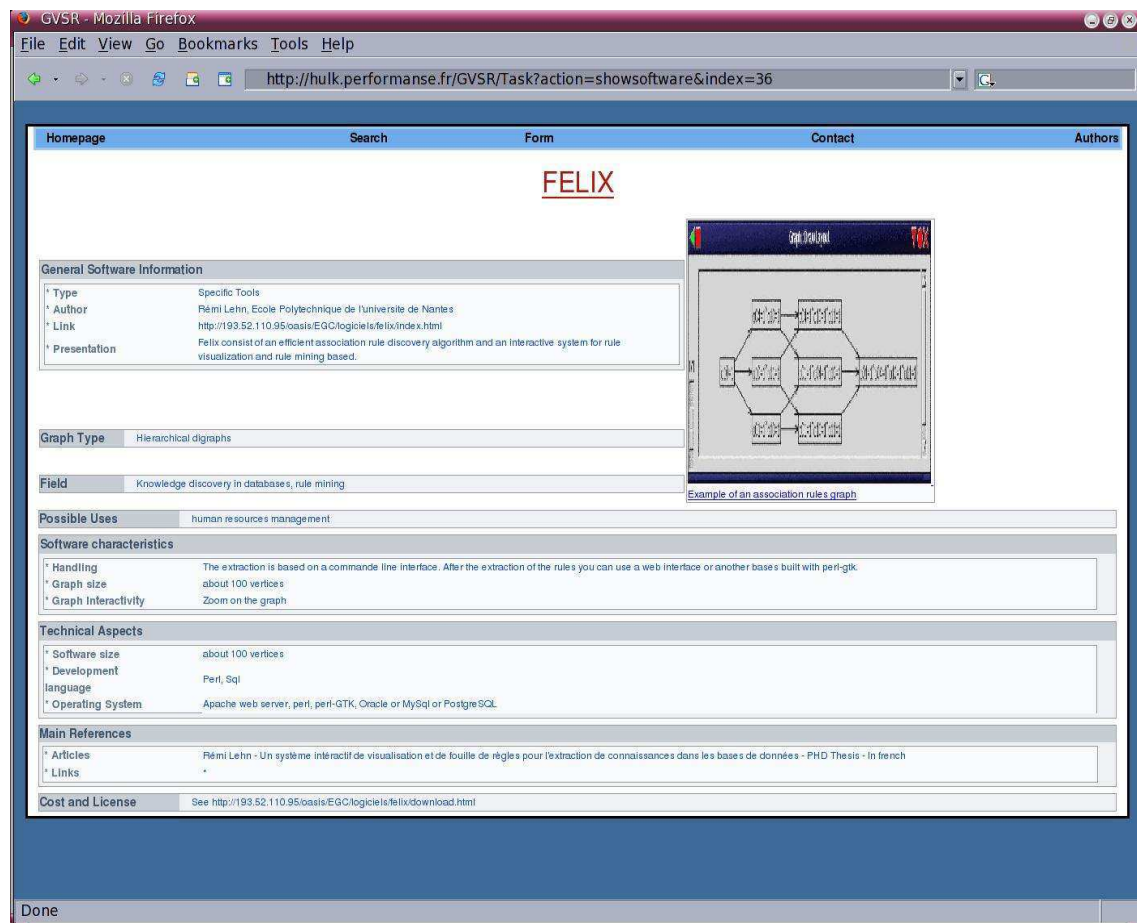 GVSR - Mozilla Firefox
File Edit View Go Bookmarks Tools Help
http://hulk.performanse.fr/GVSR/Task?action=showsoftware&index=36
Homepage Search Form Contact Authors
FELIX
General Software Information
* Type Specific Tools
* Author Rémi Lehn, Ecole Polytechnique de l'universite de Nantes
* Link http://193.52.110.95/oasis/EGC/logiciels/felix/index.html
* Presentation Felix consist of an efficient association rule discovery algorithm and an interactive system for rule
visualization and rule mining based.
Graph Draw Layout
Graph Type Hierarchical digraphs
Field Knowledge discovery in databases, rule mining
Example of an association rules graph
Possible Uses human resources management
Software characteristics
* Handling The extraction is based on a commande line interface. After the extraction of the rules you can use a web interface or another bases built with perl-gtk.
* Graph size about 100 vertices
* Graph Interactivity Zoom on the graph
Technical Aspects
* Software size about 100 vertices
* Development
language Perl, Sql
* Operating System Apache web server, perl, perl-GTK, Oracle or MySql or PostgreSQL
Main References
* Articles Rémi Lehn - Un système intéractif de visualisation et de fouille de règles pour l'extraction de connaissances dans les bases de données - PHD Thesis - In french
* Links *
Cost and License See http://193.52.110.95/oasis/EGC/logiciels/felix/download.html
Done